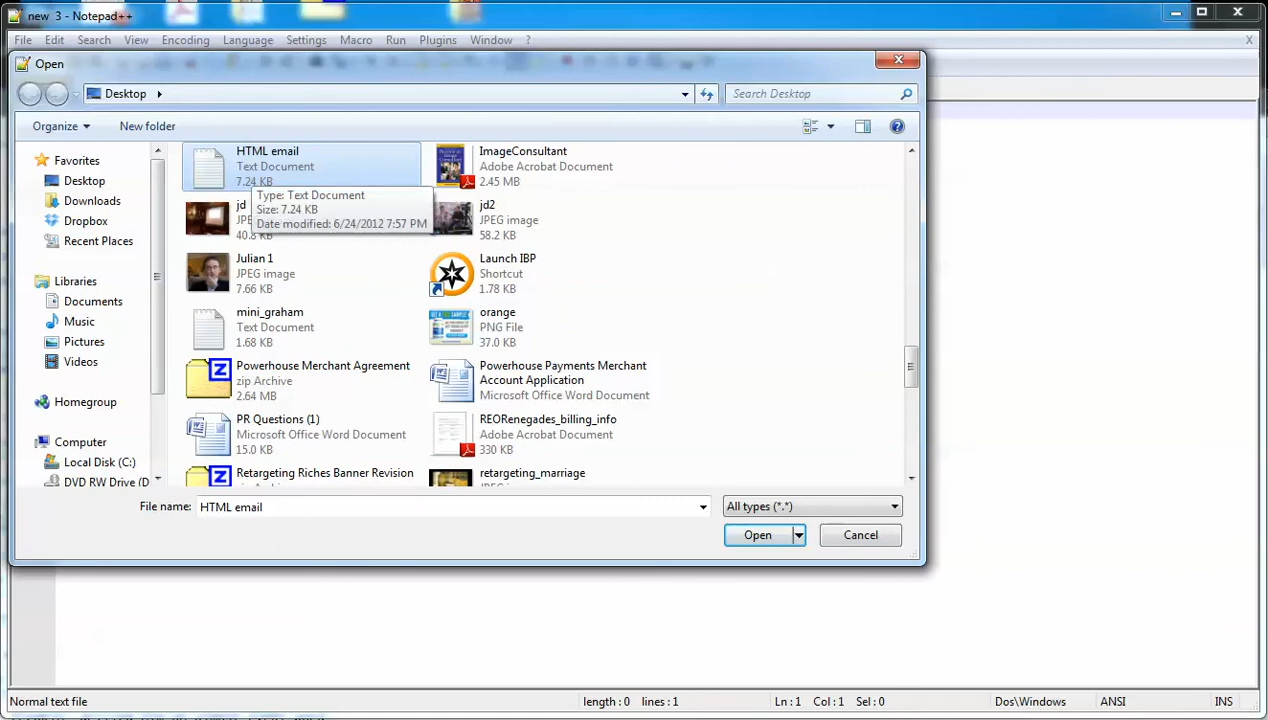 new 3 - Notepad++
File Edit Search View Encoding Language Settings Macro Run Plugins Window ? X
Open
Desktop
Search Desktop
Organize New folder
HTML email
Text Document
7.24 KB
Type: Text Document
Size: 7.24 KB
Date modified: 6/24/2012 7:57 PM
ImageConsultant
Adobe Acrobat Document
2.45 MB
jd
40.8 KB
jd2
JPEG image
58.2 KB
Julian 1
JPEG image
7.66 KB
Launch IBP
Shortcut
1.78 KB
mini_graham
Text Document
1.68 KB
orange
PNG File
37.0 KB
Powerhouse Merchant Agreement
zip Archive
2.64 MB
Powerhouse Payments Merchant
Account Application
Microsoft Office Word Document
PR Questions (1)
Microsoft Office Word Document
15.0 KB
REORenegades_billing_info
Adobe Acrobat Document
330 KB
Retargeting Riches Banner Revision
retargeting_marriage
Favorites
Desktop
Downloads
Dropbox
Recent Places
Libraries
Documents
Music
Pictures
Videos
Homegroup
Computer
Local Disk (C:)
DVD RW Drive (D
File name: HTML email
All types (*.*)
Open Cancel
Normal text file length : 0 lines : 1 Ln : 1 Col : 1 Sel : 0 Dos\Windows ANSI INS